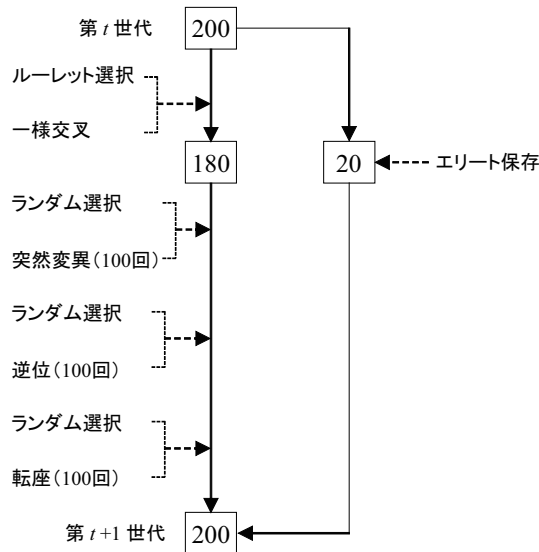 第 t 世代
200
ルーレット選択
一様交叉
180
20
エリート保存
ランダム選択
突然変異(100回)
ランダム選択
逆位(100回)
ランダム選択
転座(100回)
第 t+1 世代
200